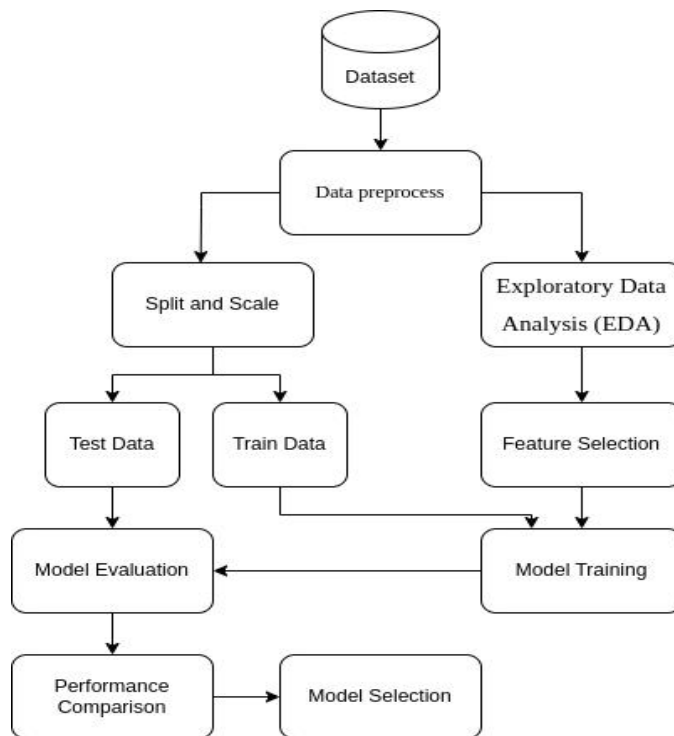 Dataset
Data preprocess
Split and Scale
Exploratory Data
Analysis (EDA)
Test Data
Train Data
Feature Selection
Model Evaluation
Model Training
Performance
Comparison
Model Selection